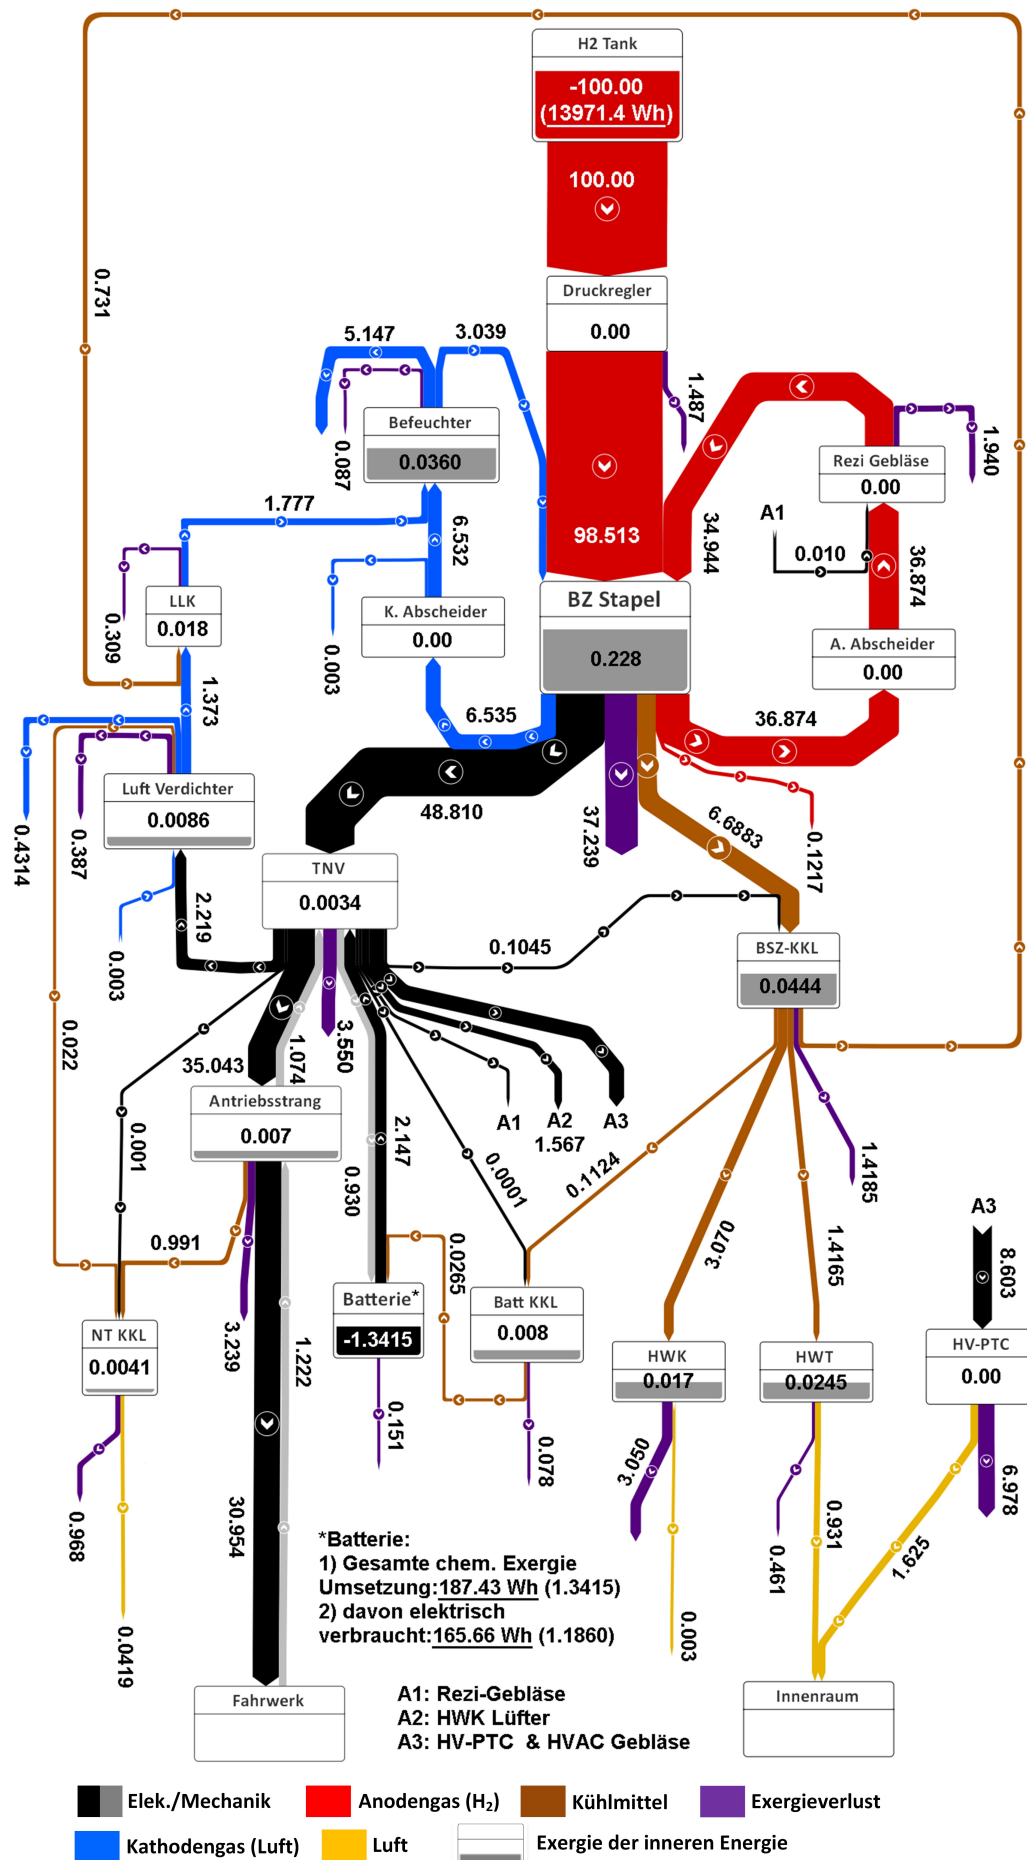 H2 Tank
-100.00
(13971.4 Wh)
100.00
Druckregler
0.00
0.731
5.147
3.039
1.487
Befeuchter
0.0360
0.087
Rezi Gebläse
0.00
1.940
98.513
34.944
A1
0.010
36.874
1.777
6.532
LLK
0.018
0.309
K. Abscheider
0.00
0.003
BZ Stapel
0.228
A. Abscheider
0.00
1.373
6.535
36.874
Luft Verdichter
0.0086
0.4314
0.387
48.810
37.239
6.6883
0.1217
TNV
0.0034
2.219
0.003
0.1045
BSZ-KKL
0.0444
0.022
35.043
1.074
3.550
Antriebsstrang
0.007
A1
A2
1.567
A3
0.001
0.930
2.147
0.0001
0.1124
1.4185
3.070
1.4165
A3
8.603
0.991
0.0265
NT KKL
0.0041
3.239
1.222
Batterie*
-1.3415
Batt KKL
0.008
HWK
0.017
HWT
0.0245
HV-PTC
0.00
0.151
0.078
3.050
0.461
0.931
1.625
6.978
0.968
0.0419
30.954
0.003
*Batterie:
1) Gesamte chem. Exergie
Umsetzung:187.43 Wh (1.3415)
2) davon elektrisch
verbraucht:165.66 Wh (1.1860)
Fahrwerk
A1: Rezi-Gebläse
A2: HWK Lüfter
A3: HV-PTC & HVAC Gebläse
Innenraum
Elek./Mechanik
Anodengas (H₂)
Kühlmittel
Exergieverlust
Kathodengas (Luft)
Luft
Exergie der inneren Energie